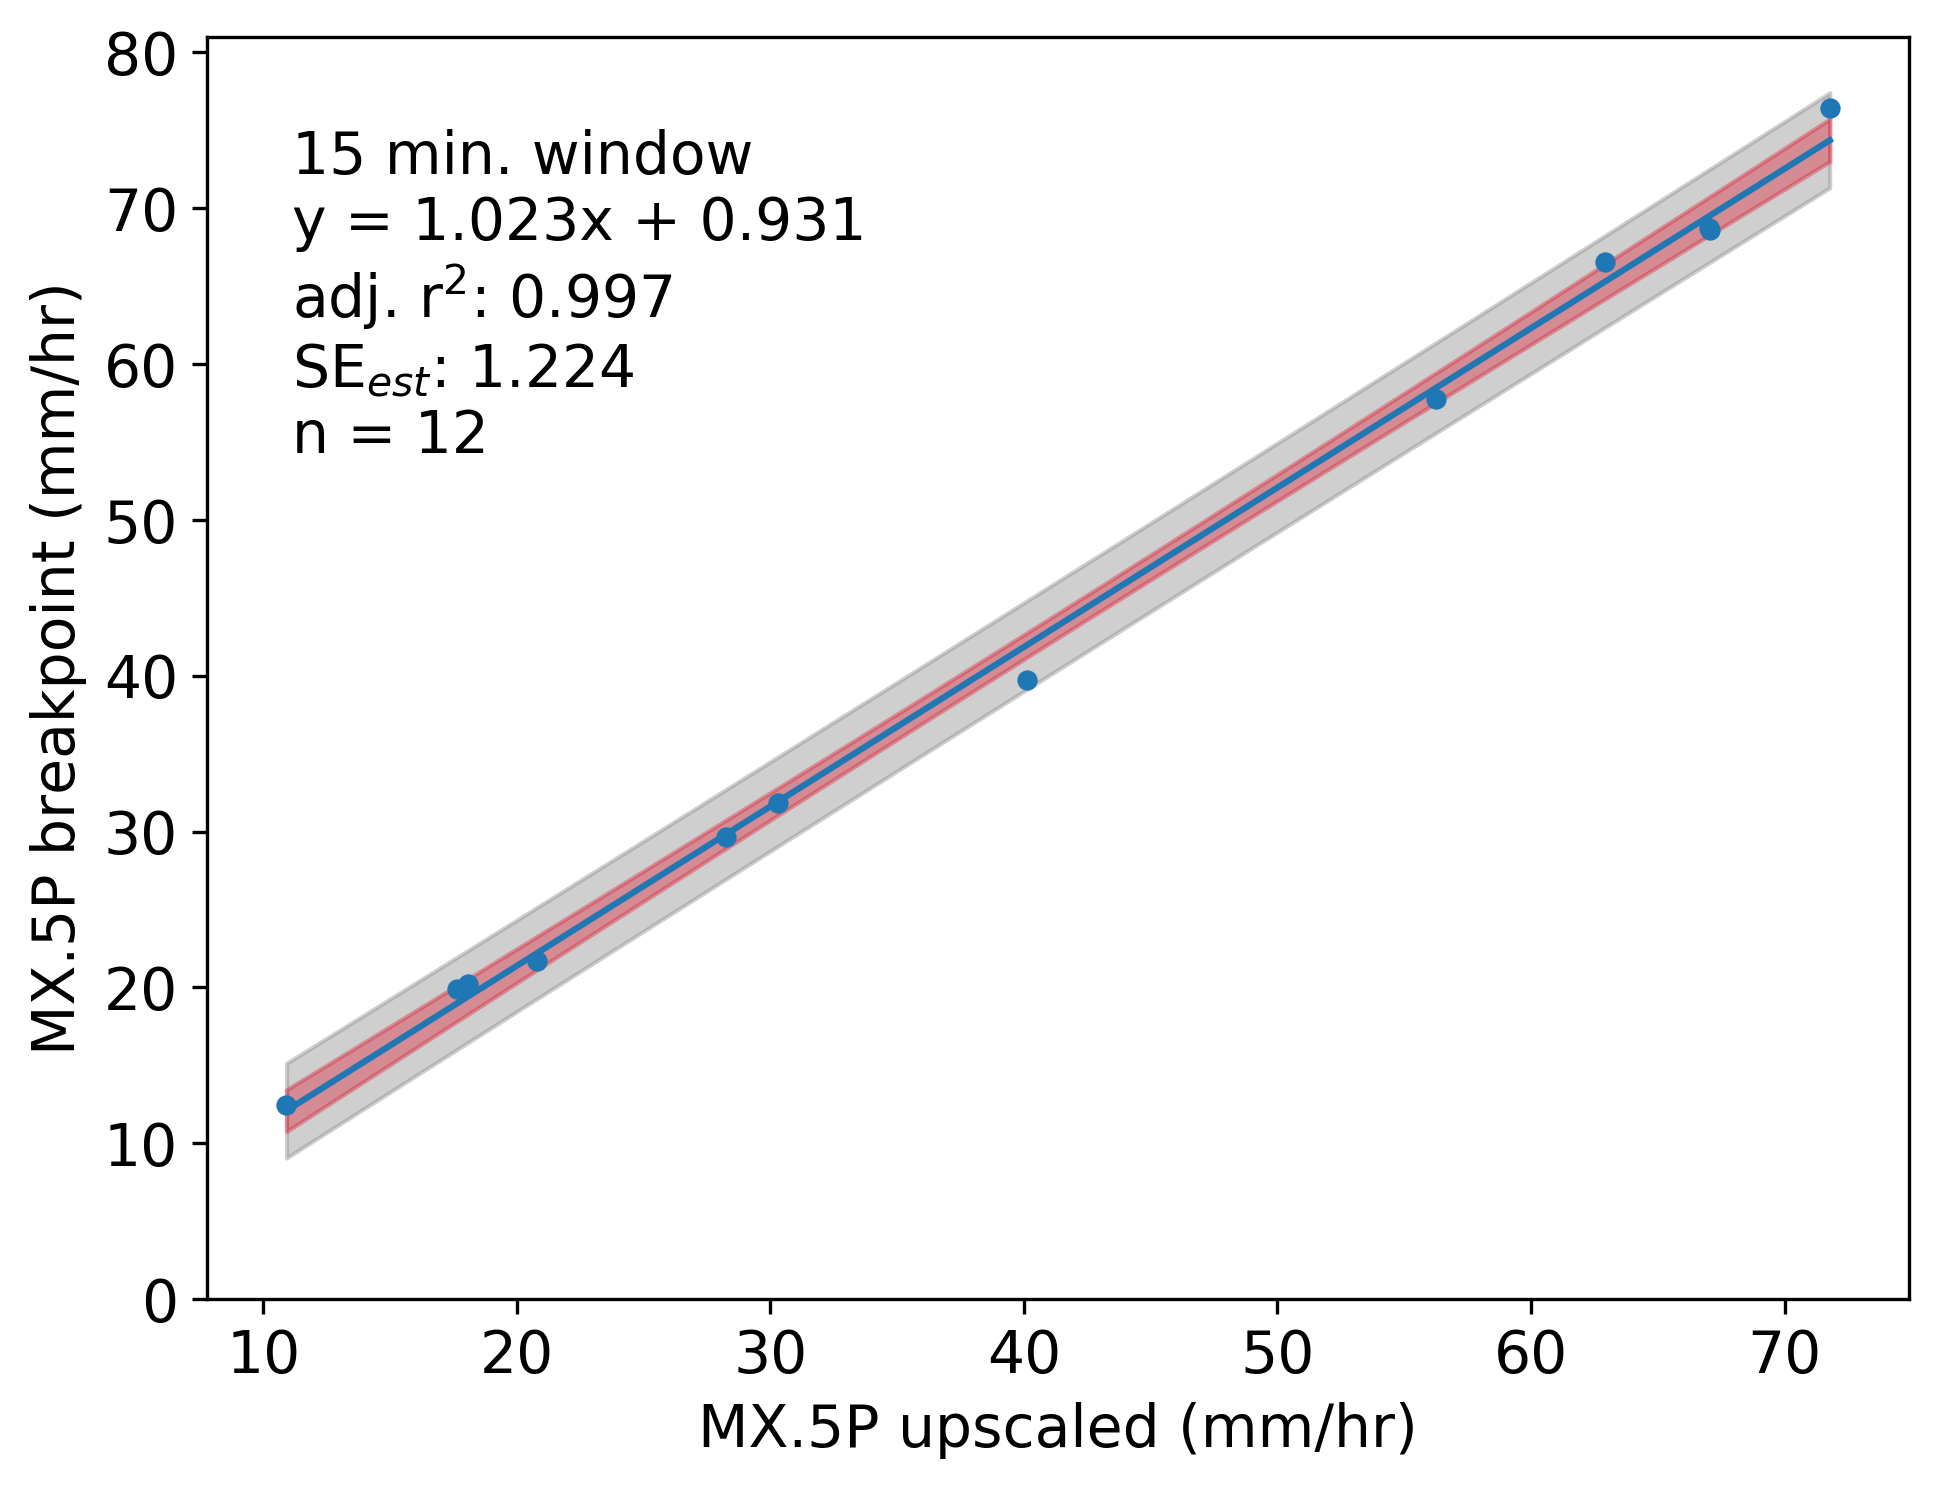 15 min. window
y = 1.023x + 0.931
adj. r²: 0.997
SEest: 1.224
n = 12
MX.5P breakpoint (mm/hr)
80
70
60
50
40
30
20
10
0
10 20 30 40 50 60 70
MX.5P upscaled (mm/hr)